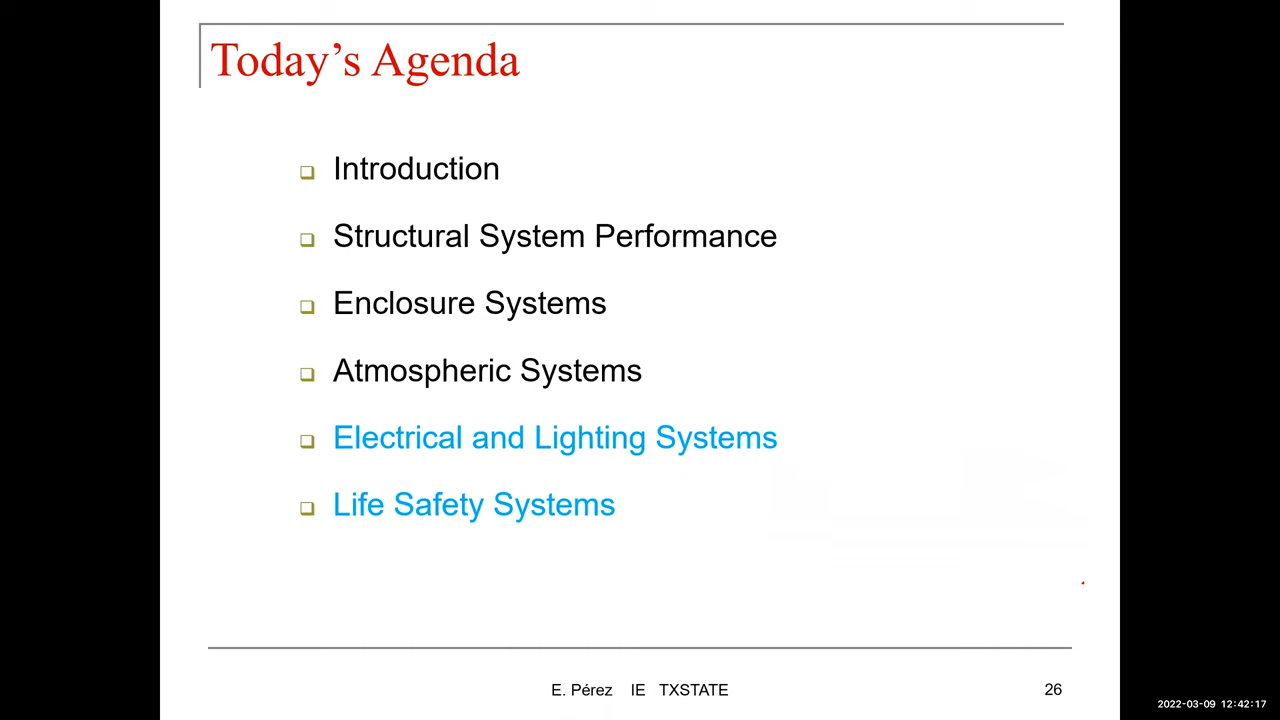 Today’s Agenda
Introduction
Structural System Performance
Enclosure Systems
Atmospheric Systems
Electrical and Lighting Systems
Life Safety Systems
E. Pérez IE TXSTATE
26
2022-03-09 12:42:17